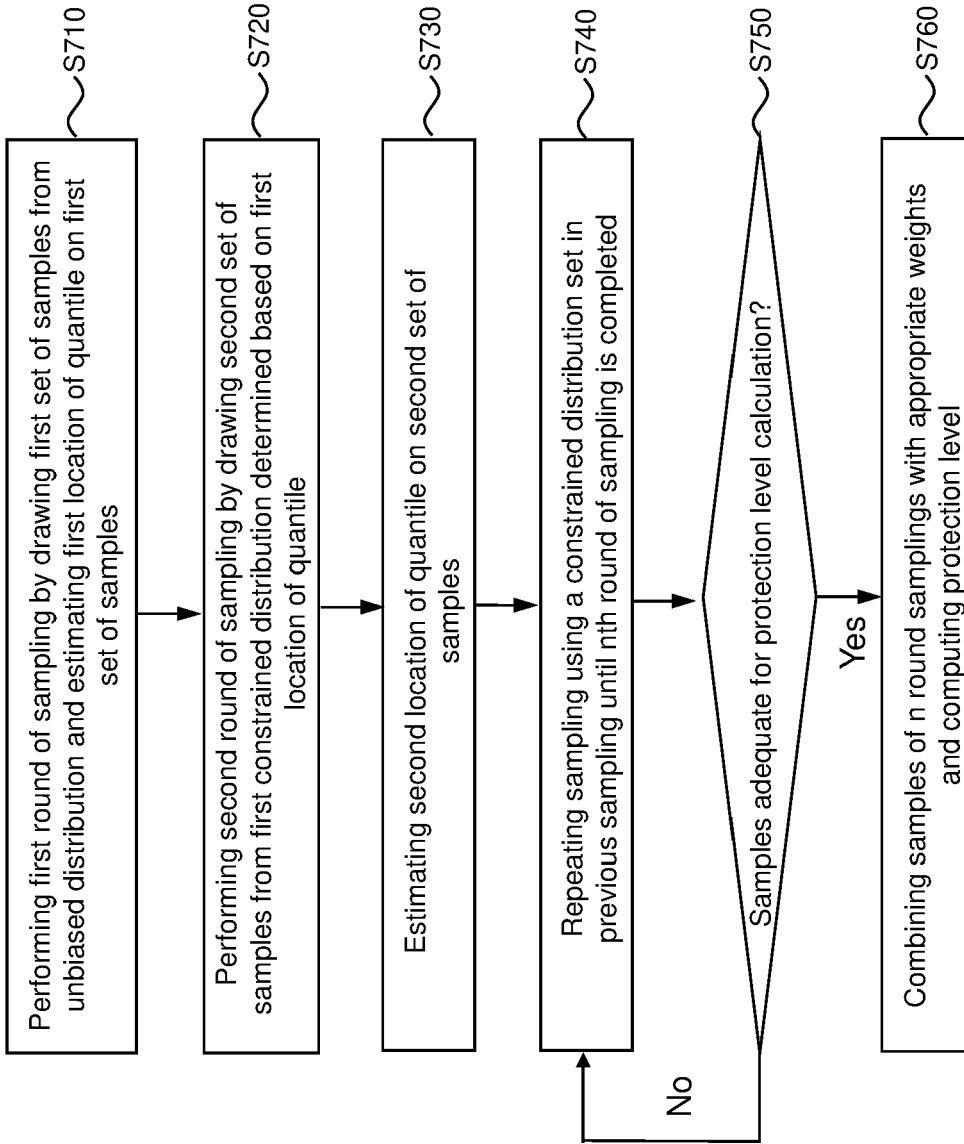 Performing first round of sampling by drawing first set of samples from
unbiased distribution and estimating first location of quantile on first
set of samples
S710
Performing second round of sampling by drawing second set of
samples from first constrained distribution determined based on first
location of quantile
S720
Estimating second location of quantile on second set of
samples
S730
Repeating sampling using a constrained distribution set in
previous sampling until nth round of sampling is completed
S740
Samples adequate for protection level calculation?
S750
No
Yes
Combining samples of n round samplings with appropriate weights
and computing protection level
S760